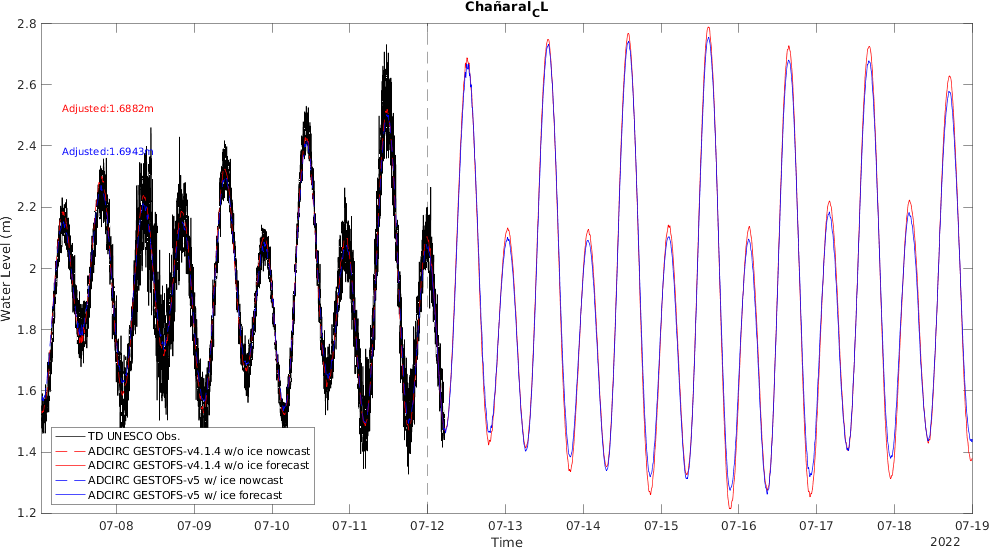 Chañaral_CL
2.8
2.6
2.4
2.2
2
1.8
1.6
1.4
1.2
Water Level (m)
Adjusted:1.6882m
Adjusted:1.6943m
TD UNESCO Obs.
ADCIRC GESTOFS-v4.1.4 w/o ice nowcast
ADCIRC GESTOFS-v4.1.4 w/o ice forecast
ADCIRC GESTOFS-v5 w/ ice nowcast
ADCIRC GESTOFS-v5 w/ ice forecast
07-08 07-09 07-10 07-11 07-12 07-13 07-14 07-15 07-16 07-17 07-18 07-19
Time
2022